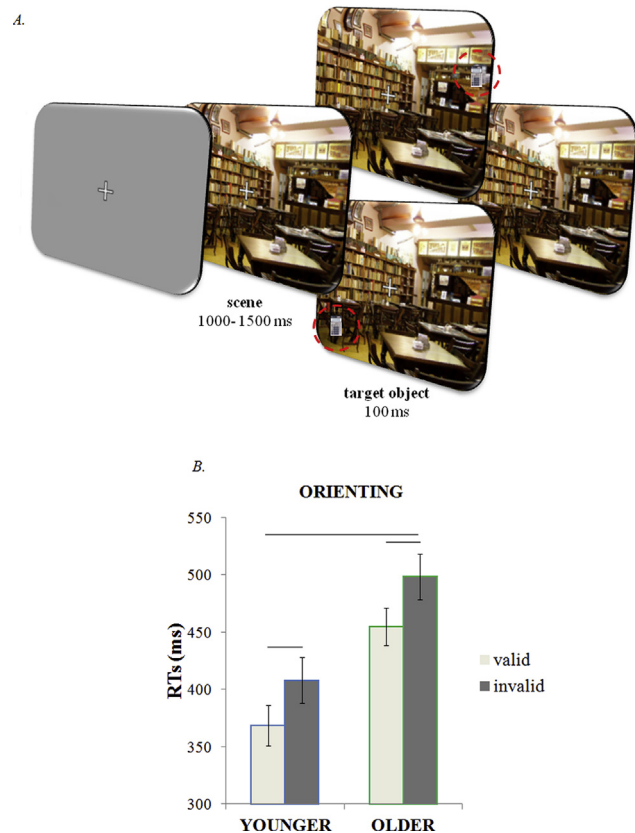 A.
scene
1000-1500 ms
target object
100 ms
B.
ORIENTING
550
500
450
400
350
300
RTs (ms)
valid
invalid
YOUNGER OLDER